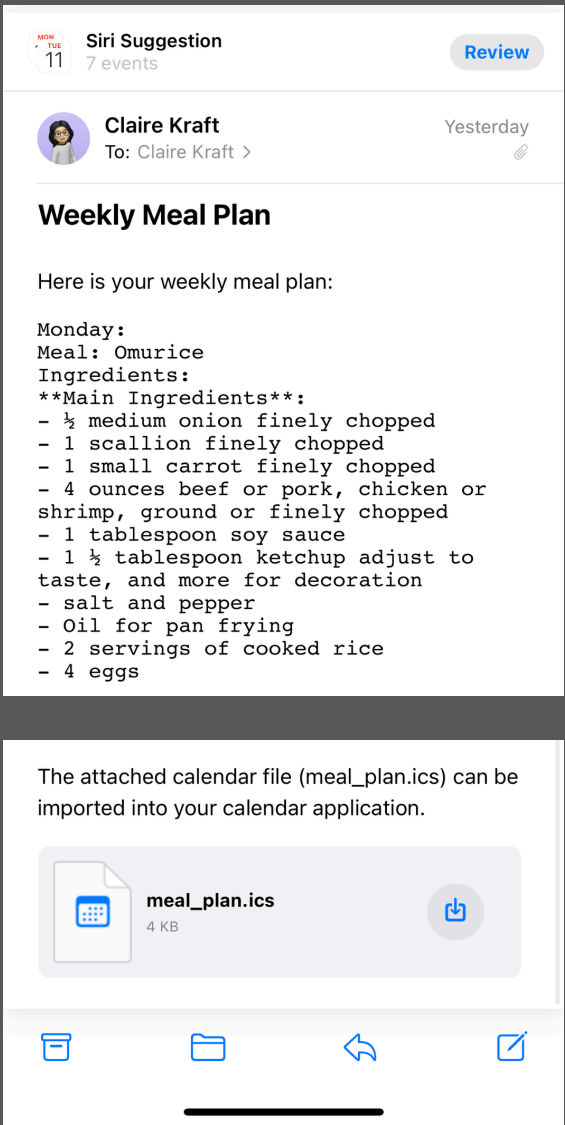 MON
TUE
11
Siri Suggestion
7 events
Review
Claire Kraft
Yesterday
To: Claire Kraft >
Weekly Meal Plan
Here is your weekly meal plan:
Monday:
Meal: Omurice
Ingredients:
**Main Ingredients**:
- ½ medium onion finely chopped
- 1 scallion finely chopped
- 1 small carrot finely chopped
- 4 ounces beef or pork, chicken or
shrimp, ground or finely chopped
- 1 tablespoon soy sauce
- 1 ½ tablespoon ketchup adjust to
taste, and more for decoration
- salt and pepper
- Oil for pan frying
- 2 servings of cooked rice
- 4 eggs
The attached calendar file (meal_plan.ics) can be
imported into your calendar application.
meal_plan.ics
4 KB